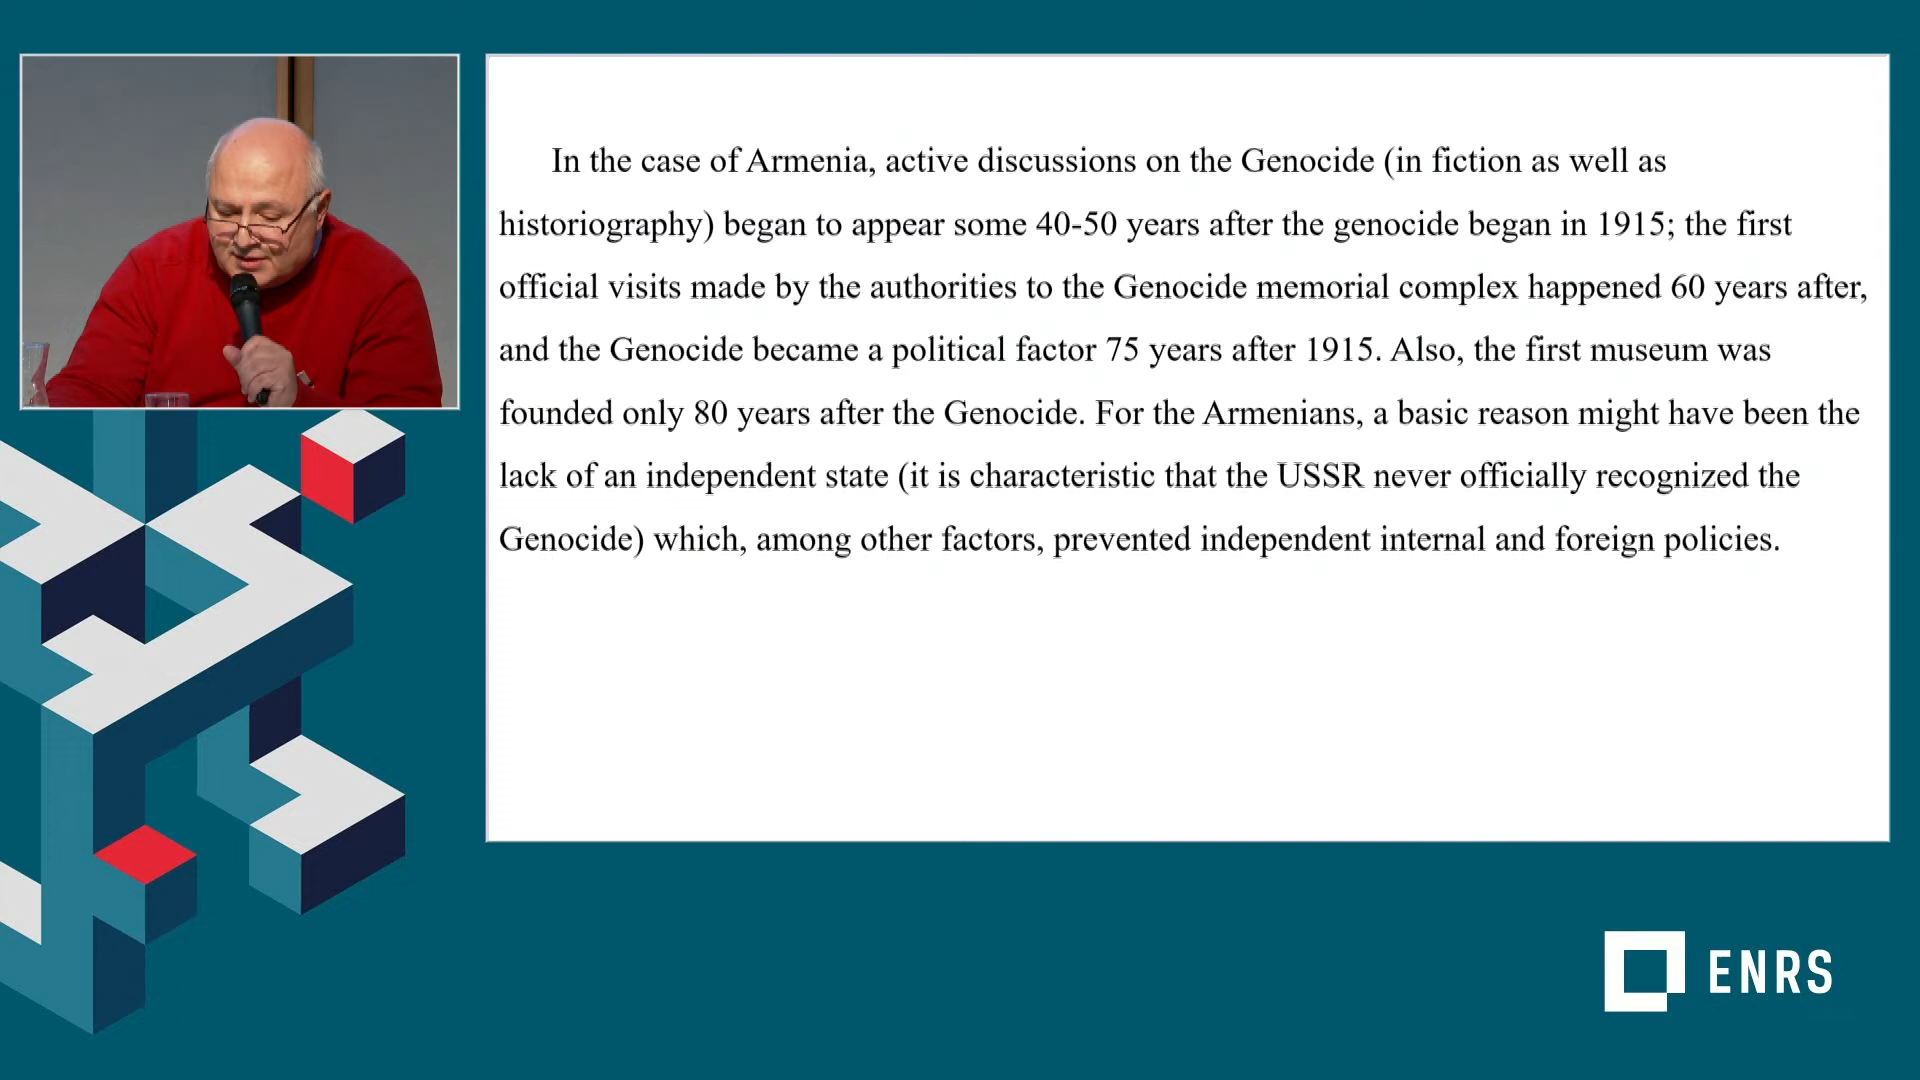 In the case of Armenia, active discussions on the Genocide (in fiction as well as
historiography) began to appear some 40-50 years after the genocide began in 1915; the first
official visits made by the authorities to the Genocide memorial complex happened 60 years after,
and the Genocide became a political factor 75 years after 1915. Also, the first museum was
founded only 80 years after the Genocide. For the Armenians, a basic reason might have been the
lack of an independent state (it is characteristic that the USSR never officially recognized the
Genocide) which, among other factors, prevented independent internal and foreign policies.
ENRS